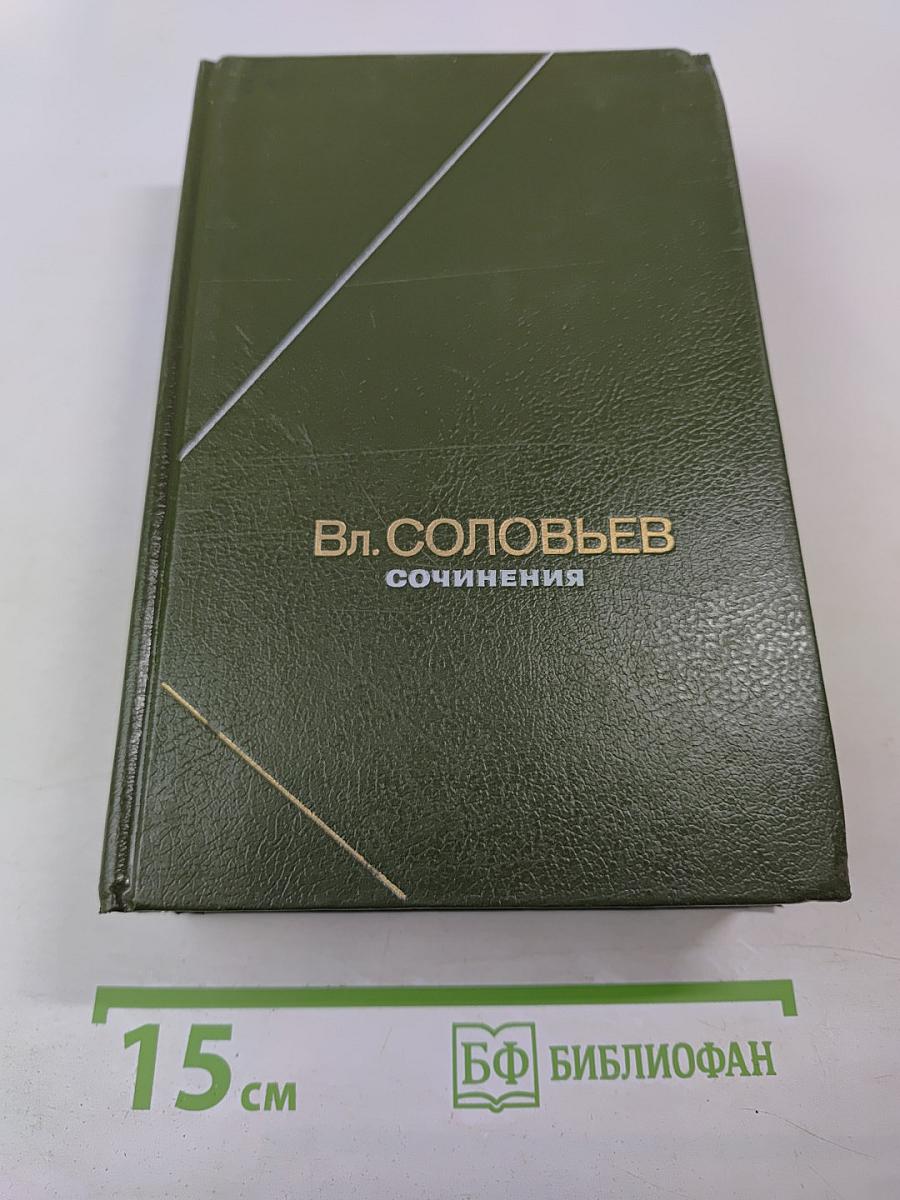 Вл. СОЛОВЬЕВ
СОЧИНЕНИЯ
15 см
БФ БИБЛИОФАН